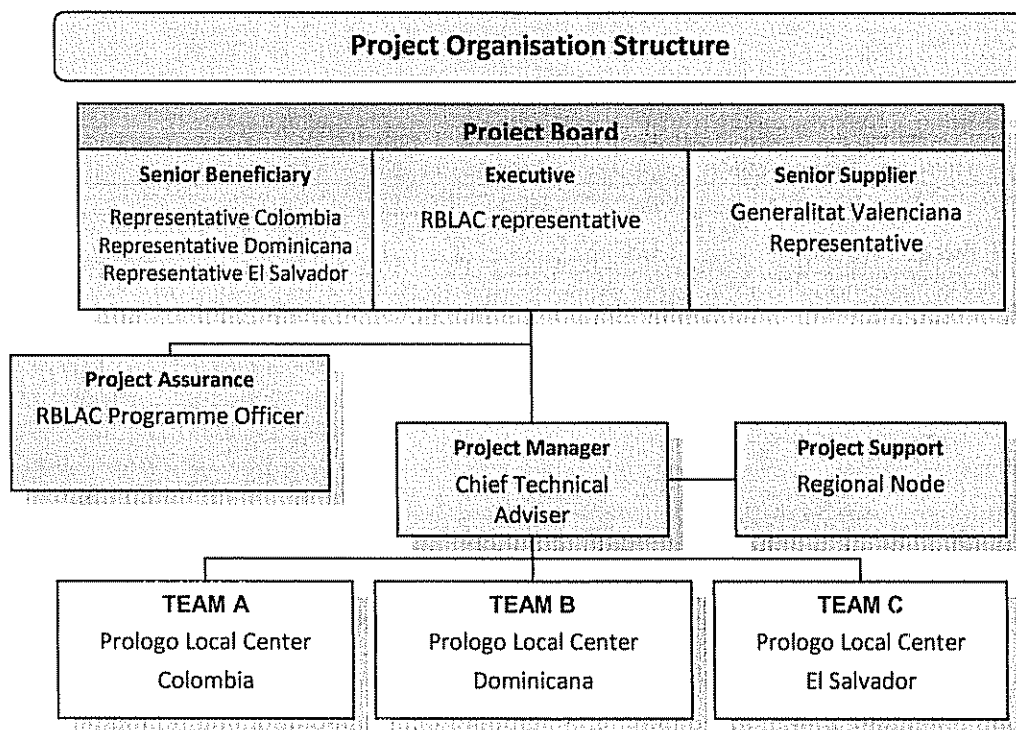 Project Organisation Structure
Project Board
Senior Beneficiary
Representative Colombia
Representative Dominicana
Representative El Salvador
Executive
RBLAC representative
Senior Supplier
Generalitat Valenciana
Representative
Project Assurance
RBLAC Programme Officer
Project Manager
Chief Technical
Adviser
Project Support
Regional Node
TEAM A
Prologo Local Center
Colombia
TEAM B
Prologo Local Center
Dominicana
TEAM C
Prologo Local Center
El Salvador